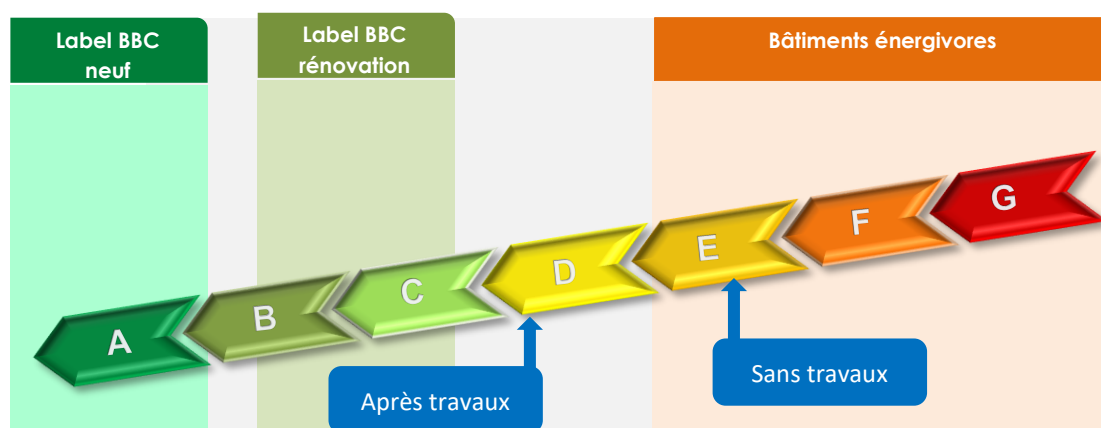 Label BBC
neuf
Label BBC
rénovation
Bâtiments énergivores
A
B
C
D
E
F
G
Après travaux
Sans travaux